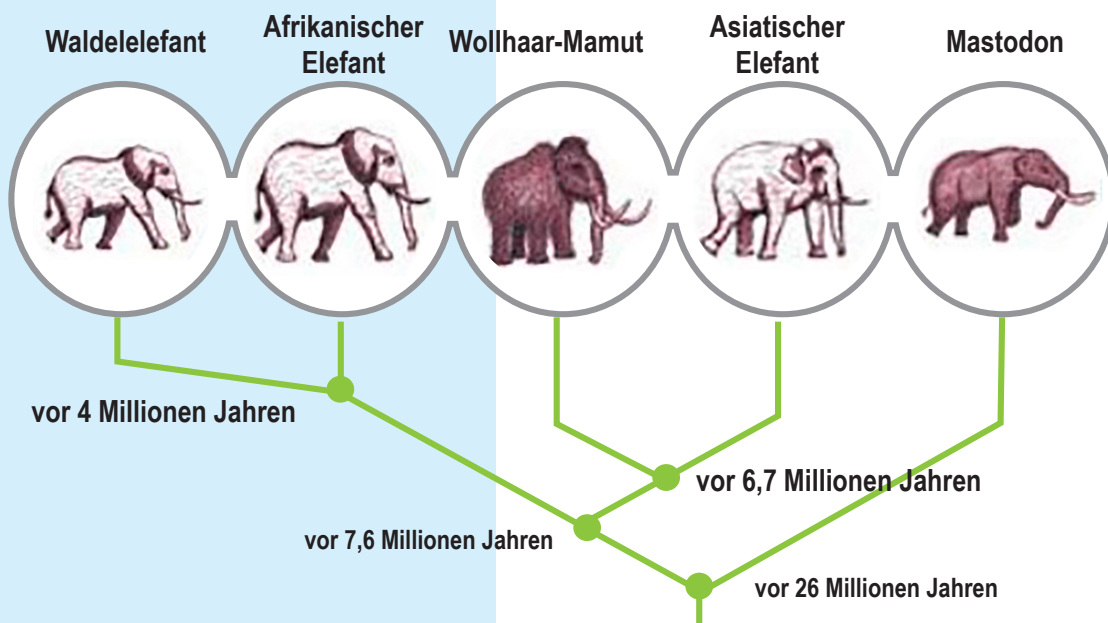 Waldelelefant
Afrikanischer
Elefant
Wollhaar-Mamut
Asiatischer
Elefant
Mastodon
vor 4 Millionen Jahren
vor 6,7 Millionen Jahren
vor 7,6 Millionen Jahren
vor 26 Millionen Jahren